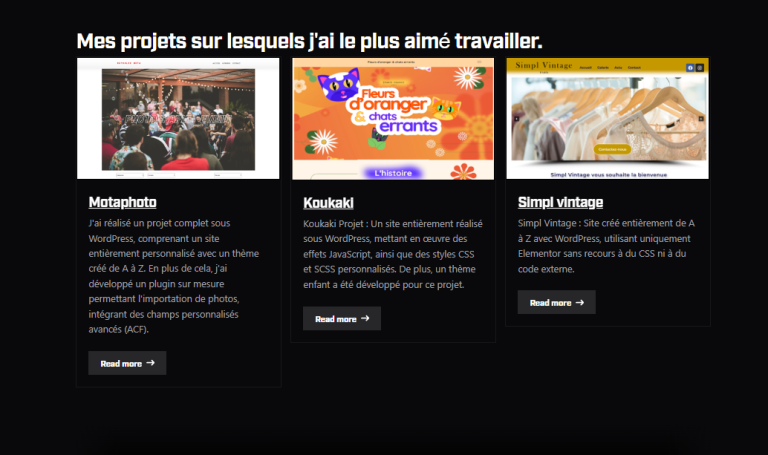 Mes projets sur lesquels j'ai le plus aimé travailler.
Fleurs
d'oranger
& chats
errants
L'histoire
Simpl Vintage
Accueil Galerie Avis Contact
Simpl Vintage vous souhaite la bienvenue
Motaphoto
J'ai réalisé un projet complet sous
WordPress, comprenant un site
entièrement personnalisé avec un thème
créé de A à Z. En plus de cela, j'ai
développé un plugin sur mesure
permettant l'importation de photos,
intégrant des champs personnalisés
avancés (ACF).
Read more →
Koukaki
Koukaki Projet : Un site entièrement réalisé
sous WordPress, mettant en œuvre des
effets JavaScript, ainsi que des styles CSS
et SCSS personnalisés. De plus, un thème
enfant a été développé pour ce projet.
Read more →
Simpl vintage
Simpl Vintage : Site créé entièrement de A
à Z avec WordPress, utilisant uniquement
Elementor sans recours à du CSS ni à du
code externe.
Read more →